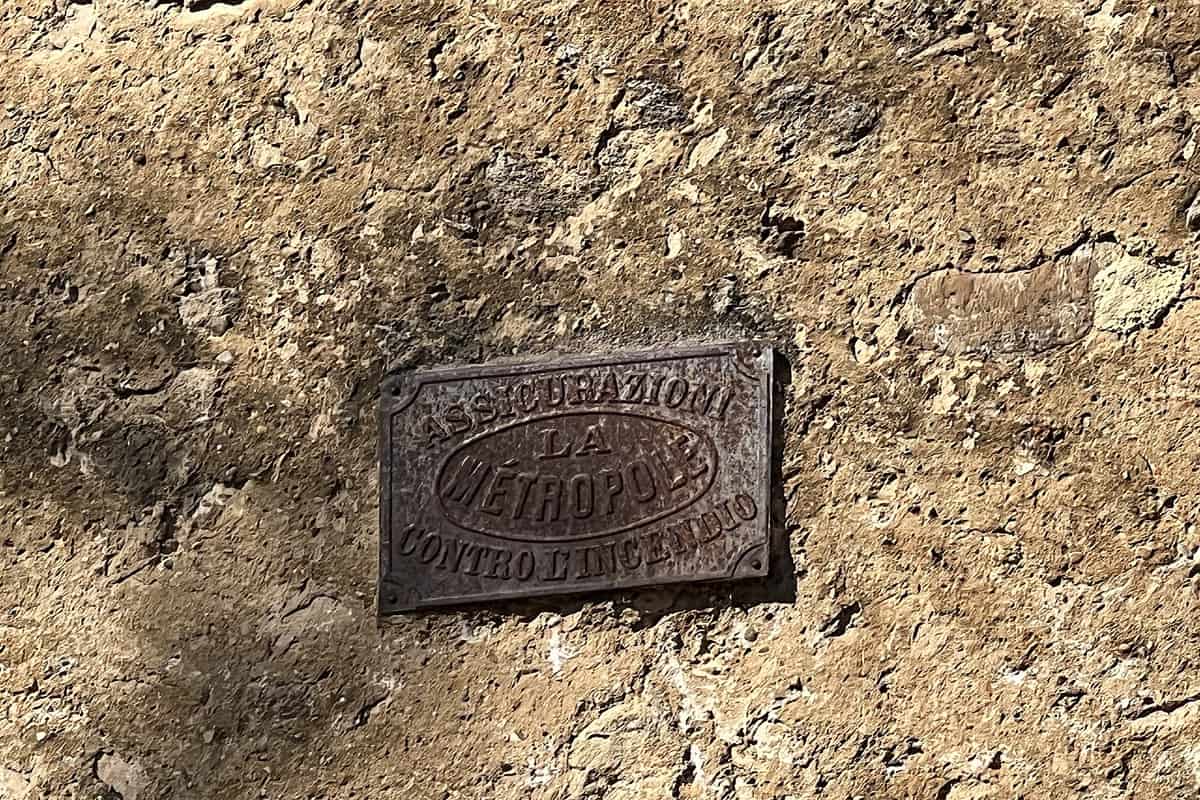 ASSICURAZIONI
LA
MÉTROPOLE
CONTRO L'INCENDIO